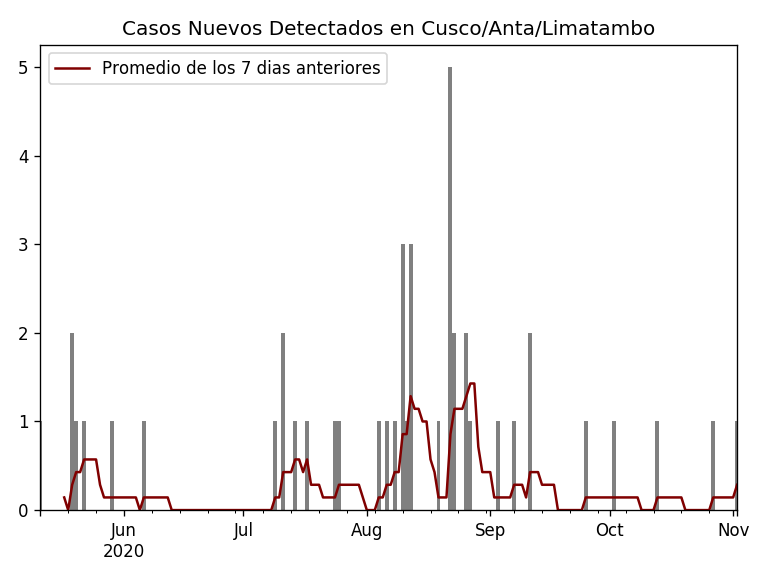 Casos Nuevos Detectados en Cusco/Anta/Limatambo
Promedio de los 7 dias anteriores
5
4
3
2
1
0
Jun Jul Aug Sep Oct Nov
2020